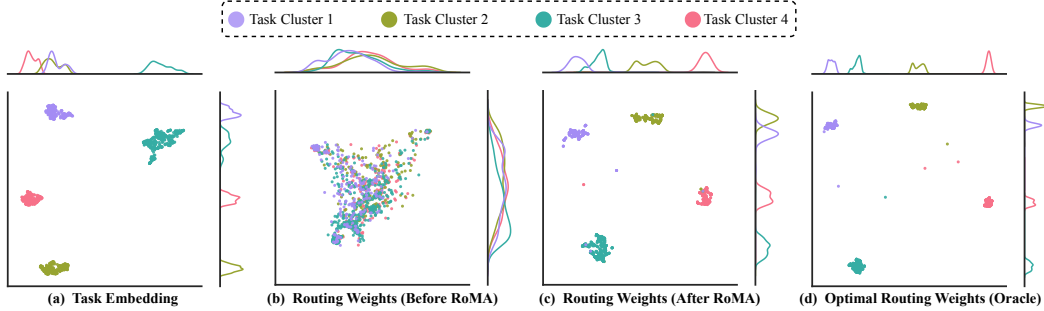 Task Cluster 1 Task Cluster 2 Task Cluster 3 Task Cluster 4
(a) Task Embedding
(b) Routing Weights (Before RoMA)
(c) Routing Weights (After RoMA)
(d) Optimal Routing Weights (Oracle)